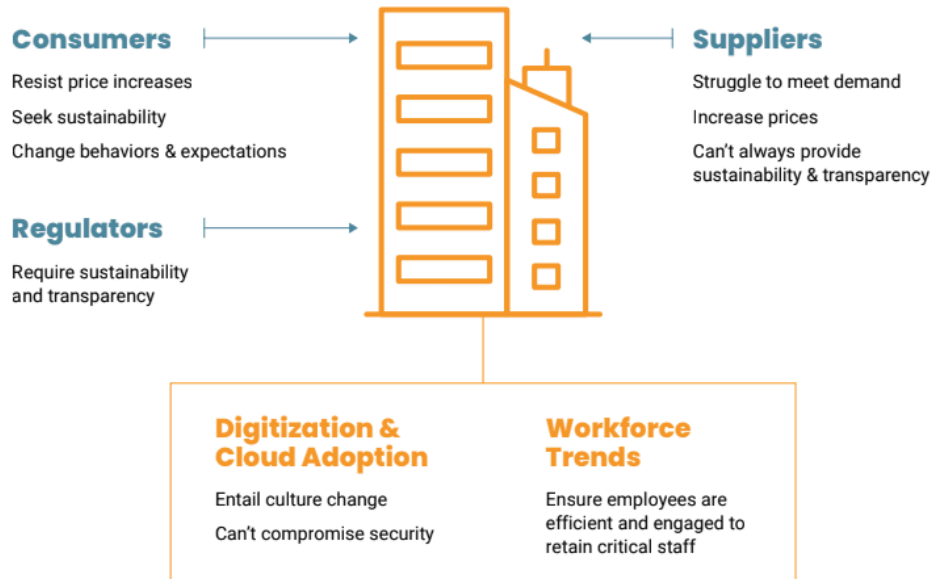 Consumers
Resist price increases
Seek sustainability
Change behaviors & expectations
Regulators
Require sustainability
and transparency
Suppliers
Struggle to meet demand
Increase prices
Can't always provide
sustainability & transparency
Digitization &
Cloud Adoption
Entail culture change
Can't compromise security
Workforce
Trends
Ensure employees are
efficient and engaged to
retain critical staff